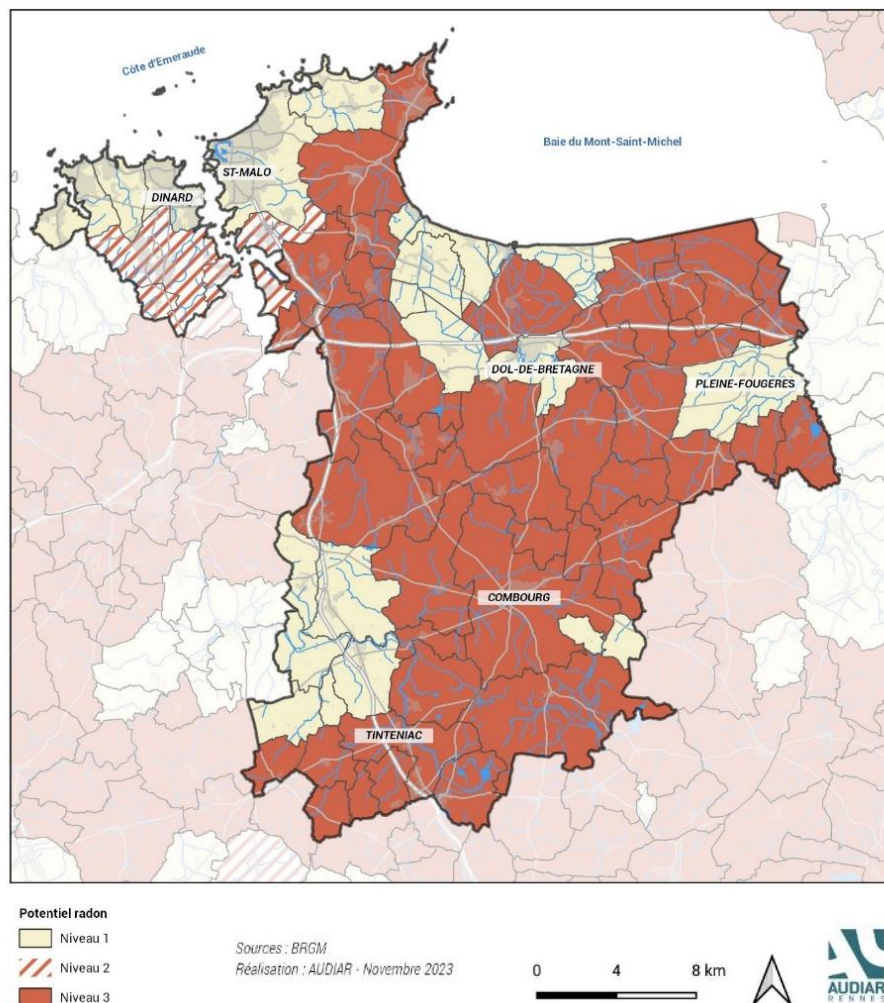 Côte d'Emeraude
Baie du Mont-Saint-Michel
ST-MALO
DINARD
DOL-DE-BRETAGNE
PLEINE-FOUGERES
COMBOURG
TINTENIAC
Potentiel radon
Niveau 1
Niveau 2
Niveau 3
Sources : BRGM
Réalisation : AUDIAR - Novembre 2023
0 4 8 km
AUDIAR
RENNES